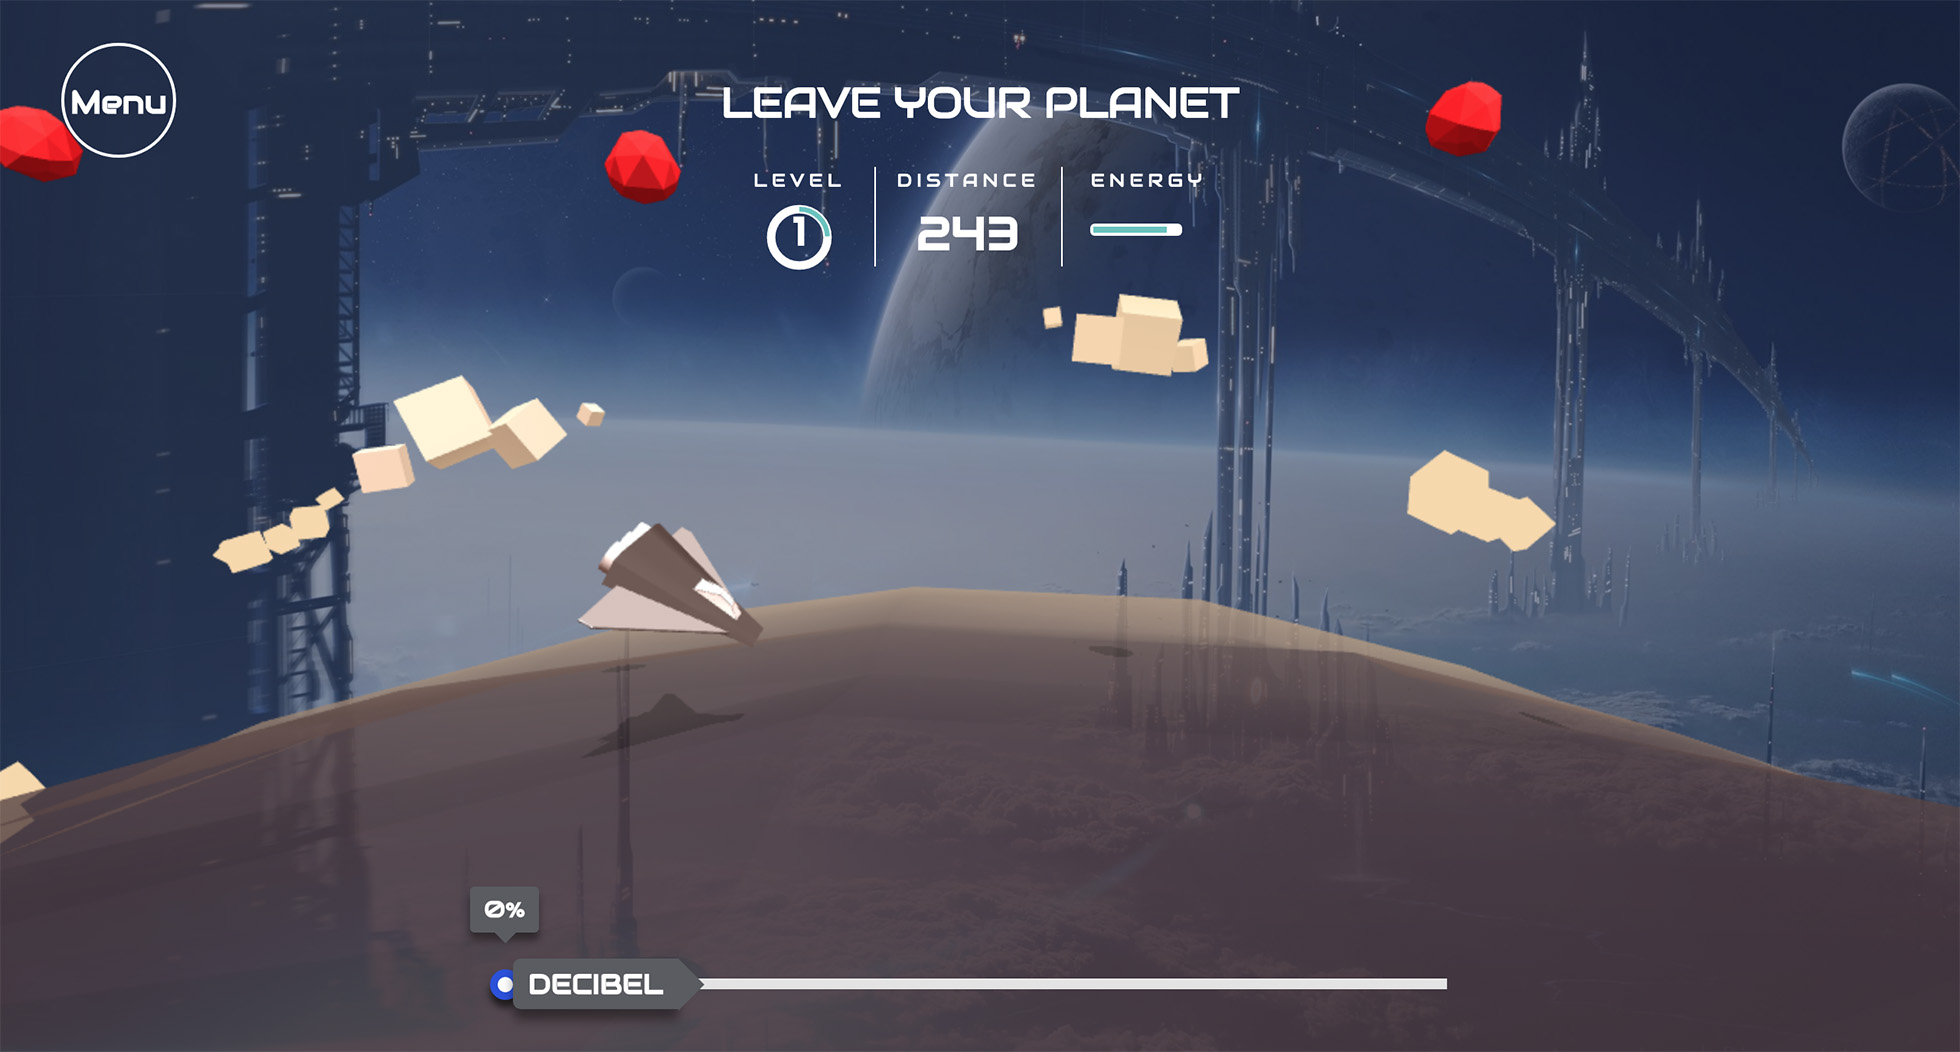 Menu
LEAVE YOUR PLANET
LEVEL
DISTANCE
ENERGY
1
243
0%
DECIBEL